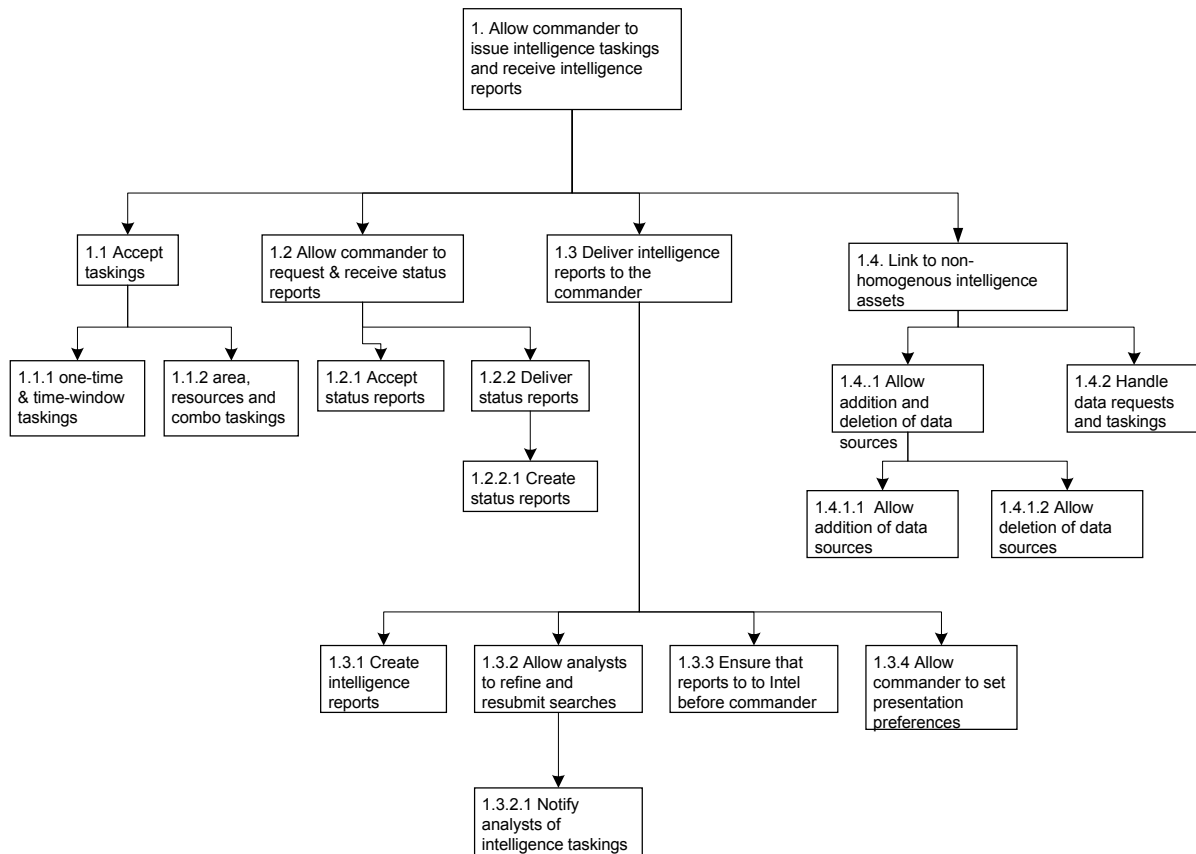 1. Allow commander to
issue intelligence taskings
and receive intelligence
reports
1.1 Accept
taskings
1.2 Allow commander to
request & receive status
reports
1.3 Deliver intelligence
reports to the
commander
1.4. Link to non-
homogenous intelligence
assets
1.1.1 one-time
& time-window
taskings
1.1.2 area,
resources and
combo taskings
1.2.1 Accept
status reports
1.2.2 Deliver
status reports
1.4..1 Allow
addition and
deletion of data
sources
1.4.2 Handle
data requests
and taskings
1.2.2.1 Create
status reports
1.4.1.1  Allow
addition of data
sources
1.4.1.2 Allow
deletion of data
sources
1.3.1 Create
intelligence
reports
1.3.2 Allow analysts
to refine and
resubmit searches
1.3.3 Ensure that
reports to to Intel
before commander
1.3.4 Allow
commander to set
presentation
preferences
1.3.2.1 Notify
analysts of
intelligence taskings